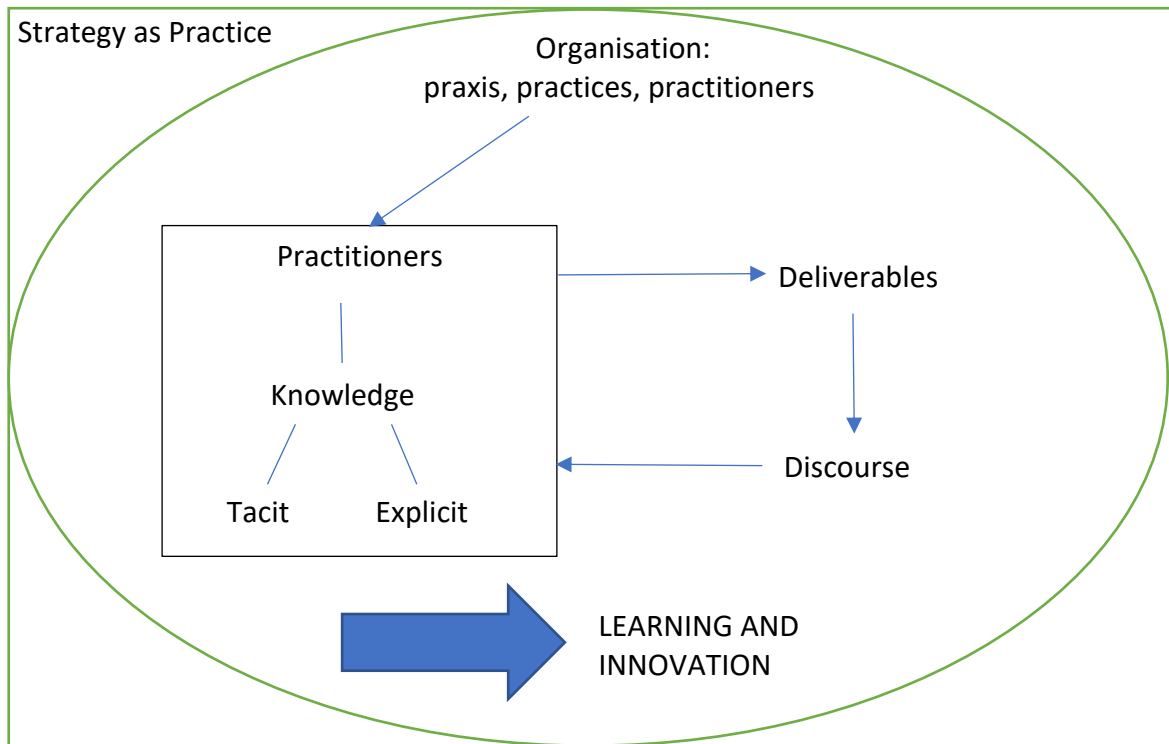 Strategy as Practice
Organisation:
praxis, practices, practitioners
Practitioners
Deliverables
Knowledge
Discourse
Tacit
Explicit
LEARNING AND
INNOVATION